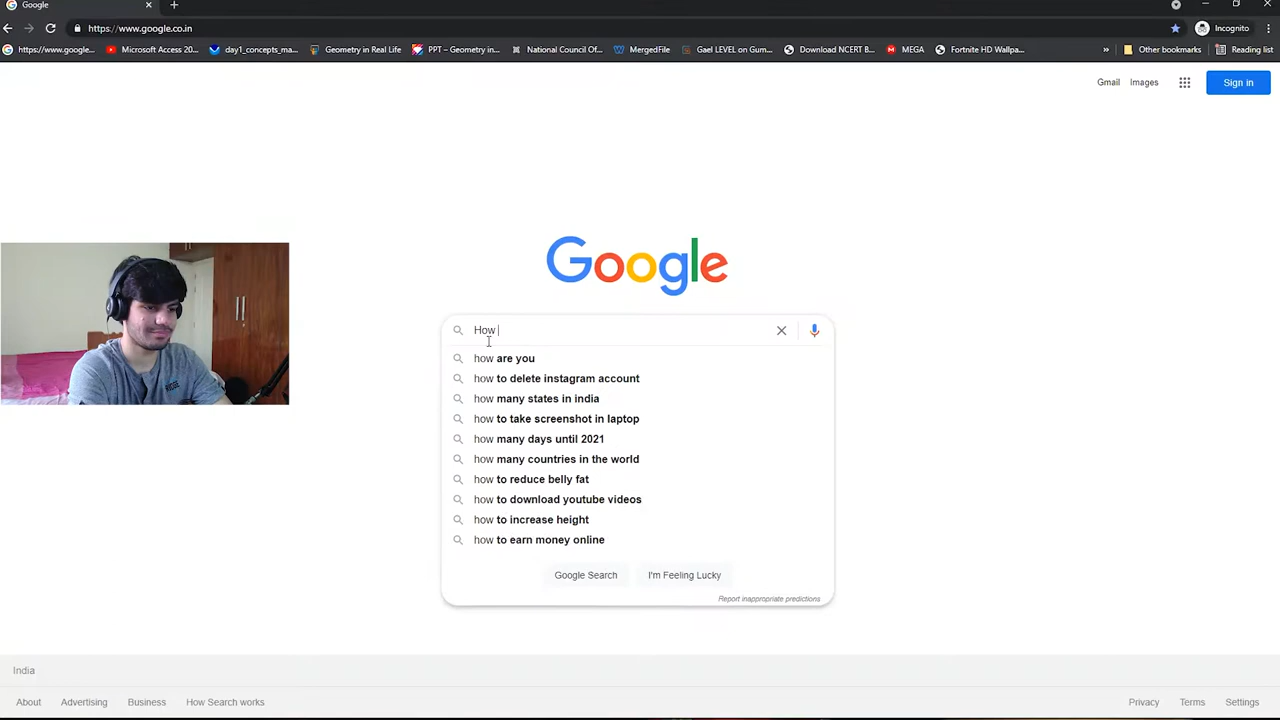 Google
https://www.google.co.in
Incognito
https://www.google...
Microsoft Access 20...
day1_concepts_ma...
Geometry in Real Life
PPT – Geometry in...
National Council Of...
MergedFile
Gael LEVEL on Gum...
Download NCERT B...
MEGA
Fortnite HD Wallpa...
»
Other bookmarks
Reading list
Gmail
Images
Sign in
Google
How
how are you
how to delete instagram account
how many states in india
how to take screenshot in laptop
how many days until 2021
how many countries in the world
how to reduce belly fat
how to download youtube videos
how to increase height
how to earn money online
Google Search
I'm Feeling Lucky
Report inappropriate predictions
India
About
Advertising
Business
How Search works
Privacy
Terms
Settings